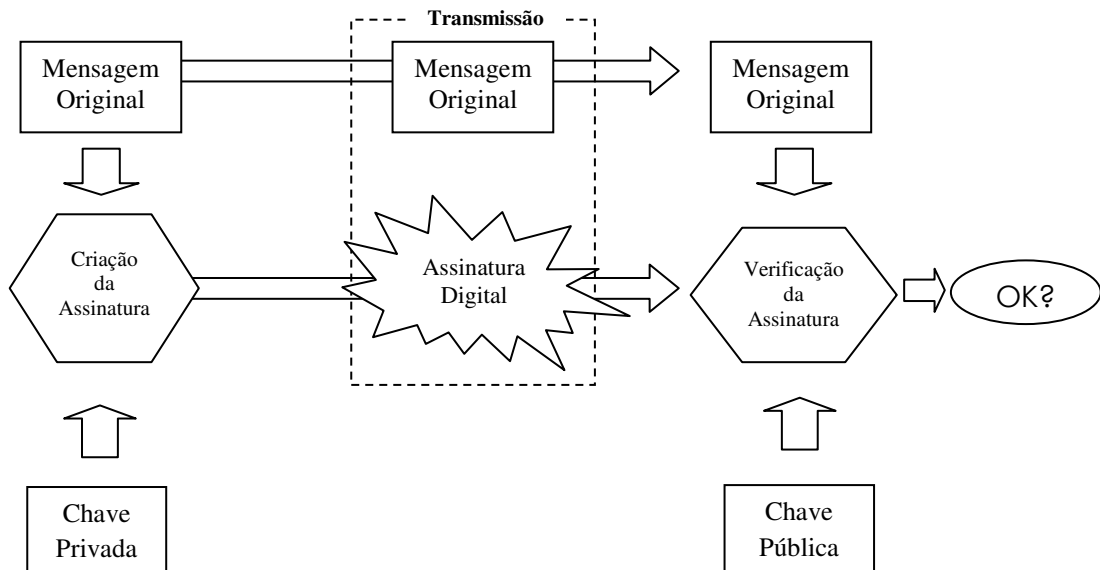 Transmissão
Mensagem
Original
Mensagem
Original
Mensagem
Original
Criação
da
Assinatura
Assinatura
Digital
Verificação
da
Assinatura
OK?
Chave
Privada
Chave
Pública